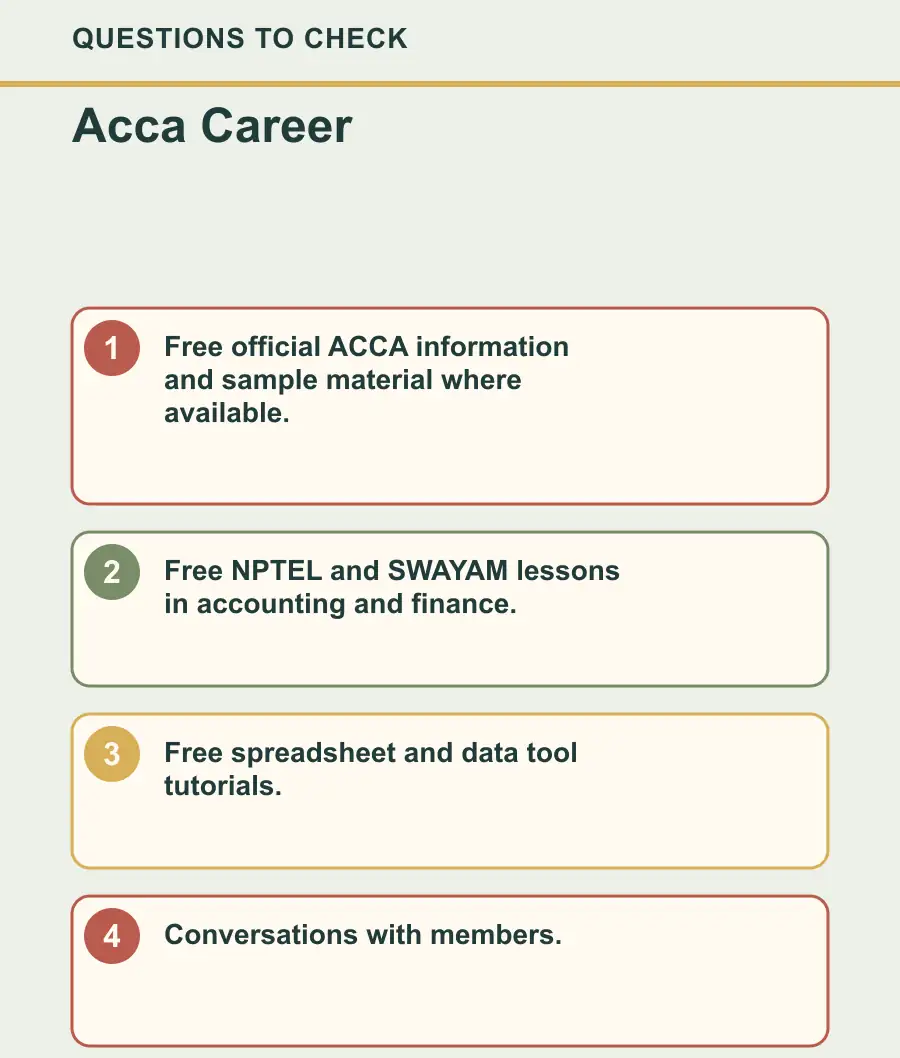 QUESTIONS TO CHECK
Acca Career
1
Free official ACCA information
and sample material where
available.
2
Free NPTEL and SWAYAM lessons
in accounting and finance.
3
Free spreadsheet and data tool
tutorials.
4
Conversations with members.